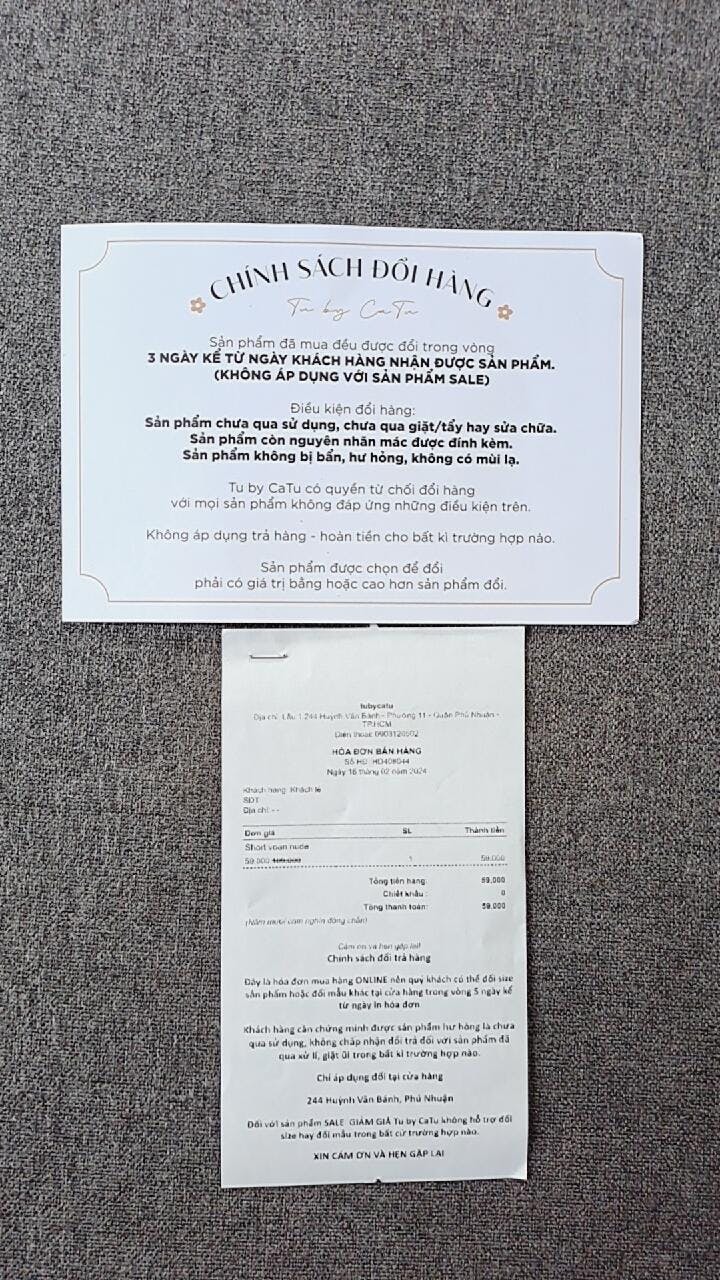 CHÍNH SÁCH ĐỔI HÀNG
Tu by CaTu
Sản phẩm đã mua đều được đổi trong vòng
3 NGÀY KỂ TỪ NGÀY KHÁCH HÀNG NHẬN ĐƯỢC SẢN PHẨM.
(KHÔNG ÁP DỤNG VỚI SẢN PHẨM SALE)
Điều kiện đổi hàng:
Sản phẩm chưa qua sử dụng, chưa qua giặt/tẩy hay sửa chữa.
Sản phẩm còn nguyên nhãn mác được đính kèm.
Sản phẩm không bị bẩn, hư hỏng, không có mùi lạ.
Tu by CaTu có quyền từ chối đổi hàng
với mọi sản phẩm không đáp ứng những điều kiện trên.
Không áp dụng trả hàng - hoàn tiền cho bất kì trường hợp nào.
Sản phẩm được chọn để đổi
phải có giá trị bằng hoặc cao hơn sản phẩm đổi.
tubycatu
Địa chỉ: Lầu 1 244 Huỳnh Văn Bánh - Phường 11 - Quận Phú Nhuận -
TP.HCM
Điện thoại:
HÓA ĐƠN BÁN HÀNG
Số HĐ: HD408044
Ngày 16 tháng 02 năm 2024
Khách hàng: Khách lẻ
SDT
Địa chỉ: - -
Đơn giá SL Thành tiền
Short voan nude
59.000 1 59.000
Tổng tiền hàng: 59,000
Chiết khấu : 0
Tổng thanh toán: 59,000
(Năm mươi chín nghìn đồng chẵn)
Cảm ơn và hẹn gặp lại!
Chính sách đổi trả hàng
Đây là hóa đơn mua hàng ONLINE nên quý khách có thể đổi size
sản phẩm hoặc đổi mẫu khác tại cửa hàng trong vòng ngày kể
từ ngày in hóa đơn
Khách hàng cần chứng minh được sản phẩm hư hỏng là chưa
qua sử dụng, không chấp nhận đổi trả đối với sản phẩm đã
qua xử lí, giặt ủi trong bất kì trường hợp nào.
Chỉ áp dụng đổi tại cửa hàng
244 Huỳnh Văn Bánh, Phú Nhuận
Đối với sản phẩm SALE GIẢM GIÁ Tu by CaTu không hỗ trợ đổi
size hay đổi mẫu trong bất cứ trường hợp nào.
XIN CẢM ƠN VÀ HẸN GẶP LẠI